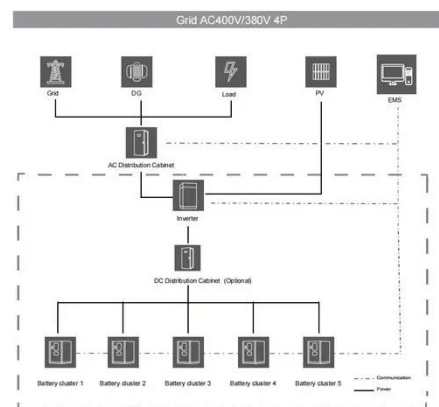 Grid AC400V/380V 4P
Grid
DG
Load
PV
EMS
AC Distribution Cabinet
Inverter
DC Distribution Cabinet (Optional)
Battery cluster 1
Battery cluster 2
Battery cluster 3
Battery cluster 4
Battery cluster 5
Communication
Power